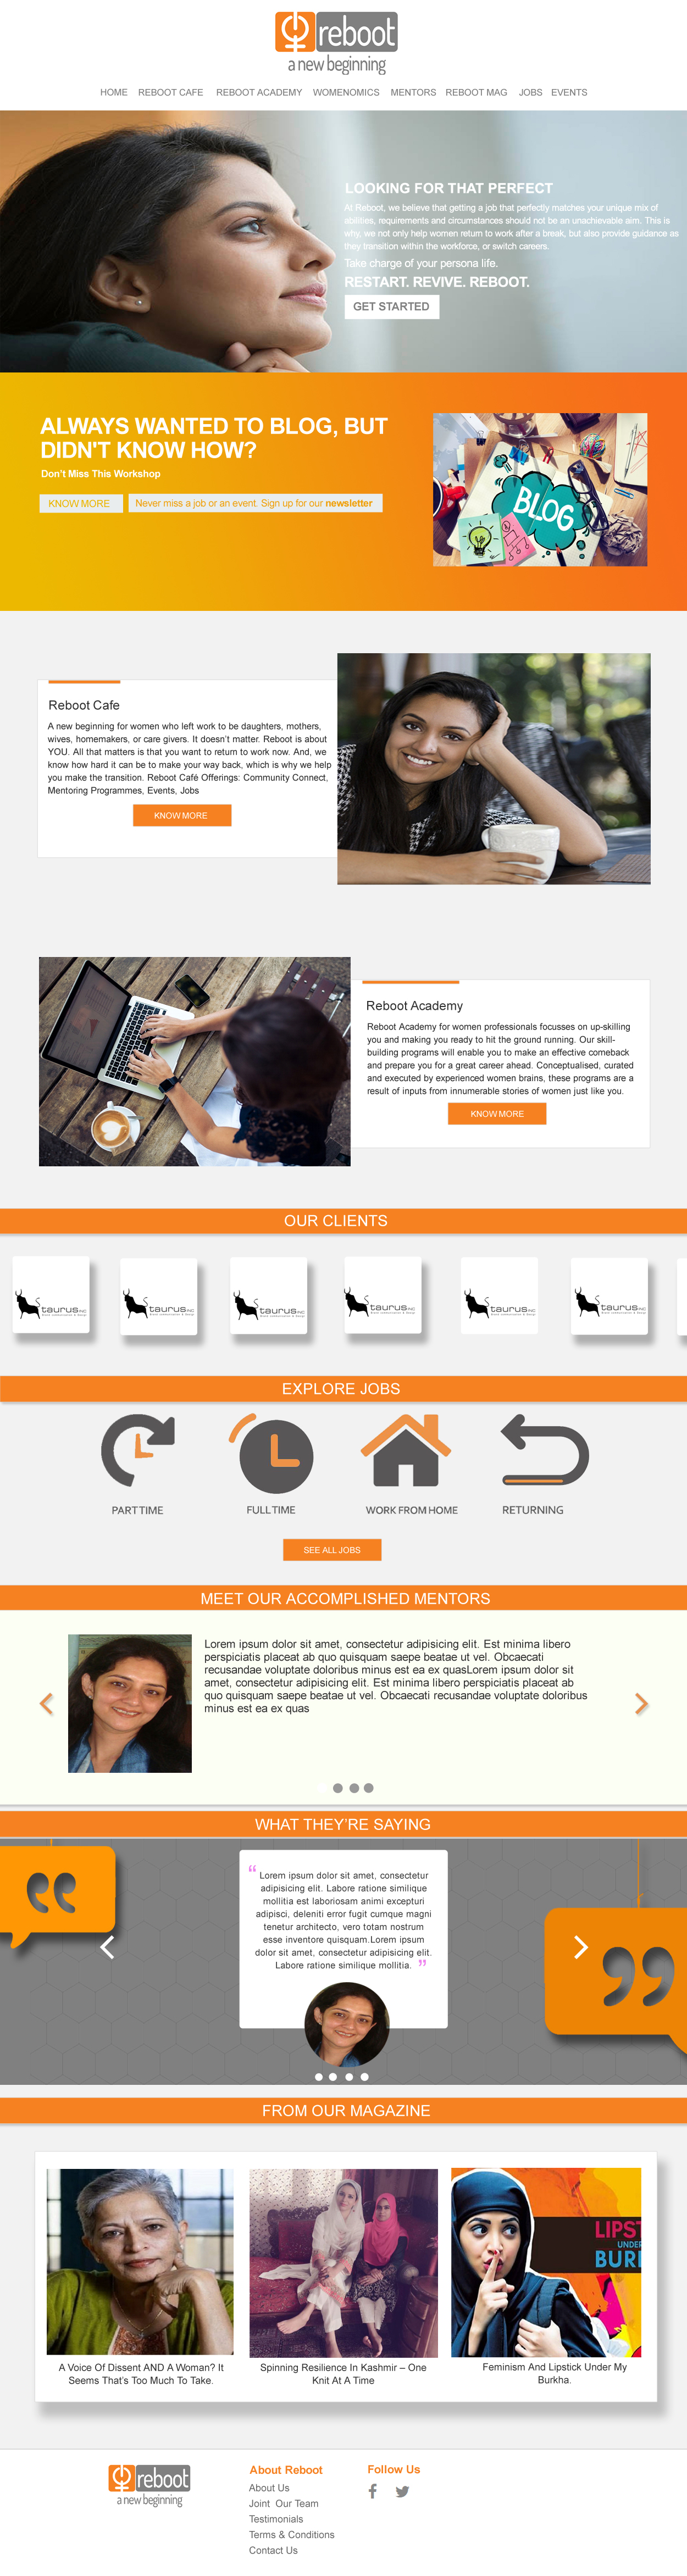 reboot
a new beginning
HOME REBOOT CAFE REBOOT ACADEMY WOMENOMICS MENTORS REBOOT MAG JOBS EVENTS
LOOKING FOR THAT PERFECT
At Reboot, we believe that getting a job that perfectly matches your unique mix of
abilities, requirements and circumstances should not be an unachievable aim. This is
why, we not only help women return to work after a break, but also provide guidance as
they transition within the workforce, or switch careers.
Take charge of your persona life.
RESTART. REVIVE. REBOOT.
GET STARTED
ALWAYS WANTED TO BLOG, BUT
DIDN'T KNOW HOW?
Don't Miss This Workshop
KNOW MORE
Never miss a job or an event Sign up for our newsletter
BLOG
Reboot Cafe
A new beginning for women who left work to be daughters, mothers,
wives, homemakers, or care givers. It doesn't matter. Reboot is about
YOU. All that matters is that you want to return to work now. And, we
know how hard it can be to make your way back, which is why we help
you make the transition. Reboot Café Offerings: Community Connect,
Mentoring Programmes, Events, Jobs
KNOW MORE
Reboot Academy
Reboot Academy for women professionals focusses on up-skilling
you and making you ready to hit the ground running. Our skill-
building programs will enable you to make an effective comeback
and prepare you for a great career ahead. Conceptualised, curated
and executed by experienced women brains, these programs are a
result of inputs from innumerable stories of women just like you.
KNOW MORE
OUR CLIENTS
taurus INC
taurus INC
taurus INC
taurus INC
taurus INC
taurus INC
EXPLORE JOBS
PART TIME
FULL TIME
WORK FROM HOME
RETURNING
SEE ALL JOBS
MEET OUR ACCOMPLISHED MENTORS
Lorem ipsum dolor sit amet, consectetur adipisicing elit. Est minima libero
perspiciatis placeat ab quo quisquam saepe beatae ut vel. Obcaecati
recusandae voluptate doloribus minus est ea ex quasLorem ipsum dolor sit
amet, consectetur adipisicing elit. Est minima libero perspiciatis placeat ab
quo quisquam saepe beatae ut vel. Obcaecati recusandae voluptate doloribus
minus est ea ex quas
WHAT THEY'RE SAYING
“ Lorem ipsum dolor sit amet, consectetur
adipisicing elit. Labore ratione similique
mollitia est laboriosam animi excepturi
adipisci, deleniti error fugit cumque magni
tenetur architecto, vero totam nostrum
esse inventore quisquam.Lorem ipsum
dolor sit amet, consectetur adipisicing elit.
Labore ratione similique mollitia. ”
FROM OUR MAGAZINE
LIPST
UNDE
BURI
A Voice Of Dissent AND A Woman? It
Seems That's Too Much To Take.
Spinning Resilience In Kashmir – One
Knit At A Time
Feminism And Lipstick Under My
Burkha.
reboot
a new beginning
About Reboot
About Us
Joint Our Team
Testimonials
Terms & Conditions
Contact Us
Follow Us